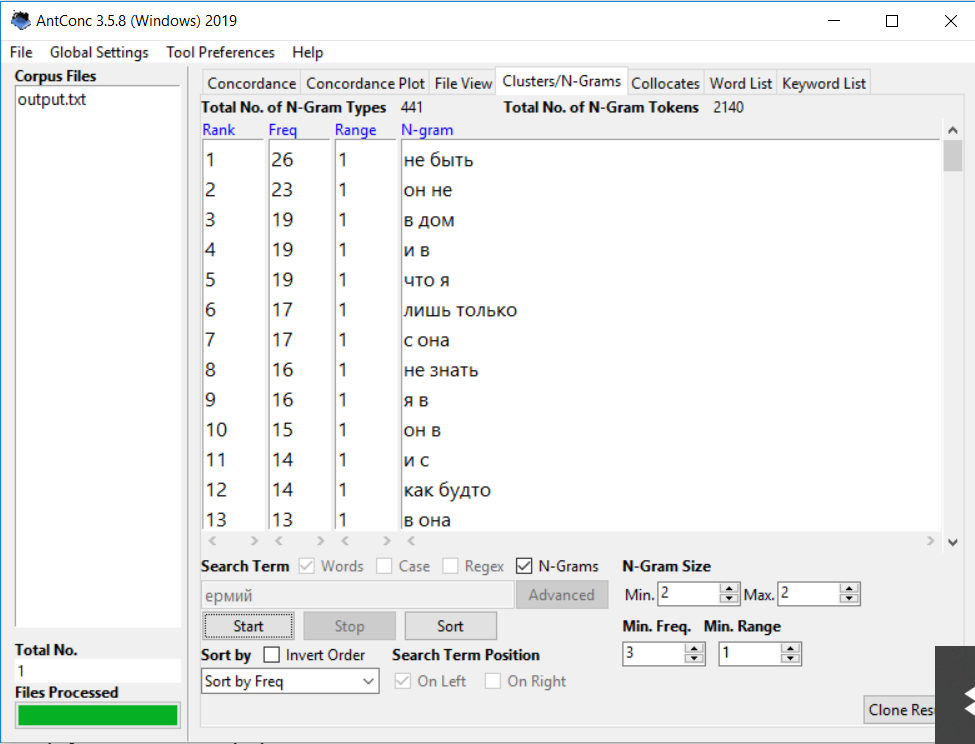 AntConc 3.5.8 (Windows) 2019
File Global Settings Tool Preferences Help
Corpus Files
output.txt
Concordance Concordance Plot File View Clusters/N-Grams Collocates Word List Keyword List
Total No. of N-Gram Types 441 Total No. of N-Gram Tokens 2140
Rank Freq Range N-gram
1 26 1 не быть
2 23 1 он не
3 19 1 в дом
4 19 1 и в
5 19 1 что я
6 17 1 лишь только
7 17 1 с она
8 16 1 не знать
9 16 1 я в
10 15 1 он в
11 14 1 и с
12 14 1 как будто
13 13 1 в она
Search Term Words Case Regex N-Grams N-Gram Size
ермий Advanced Min. 2 Max. 2
Start Stop Sort Min. Freq. Min. Range
Sort by Invert Order Search Term Position 3 1
Sort by Freq On Left On Right
Clone Res
Total No.
1
Files Processed